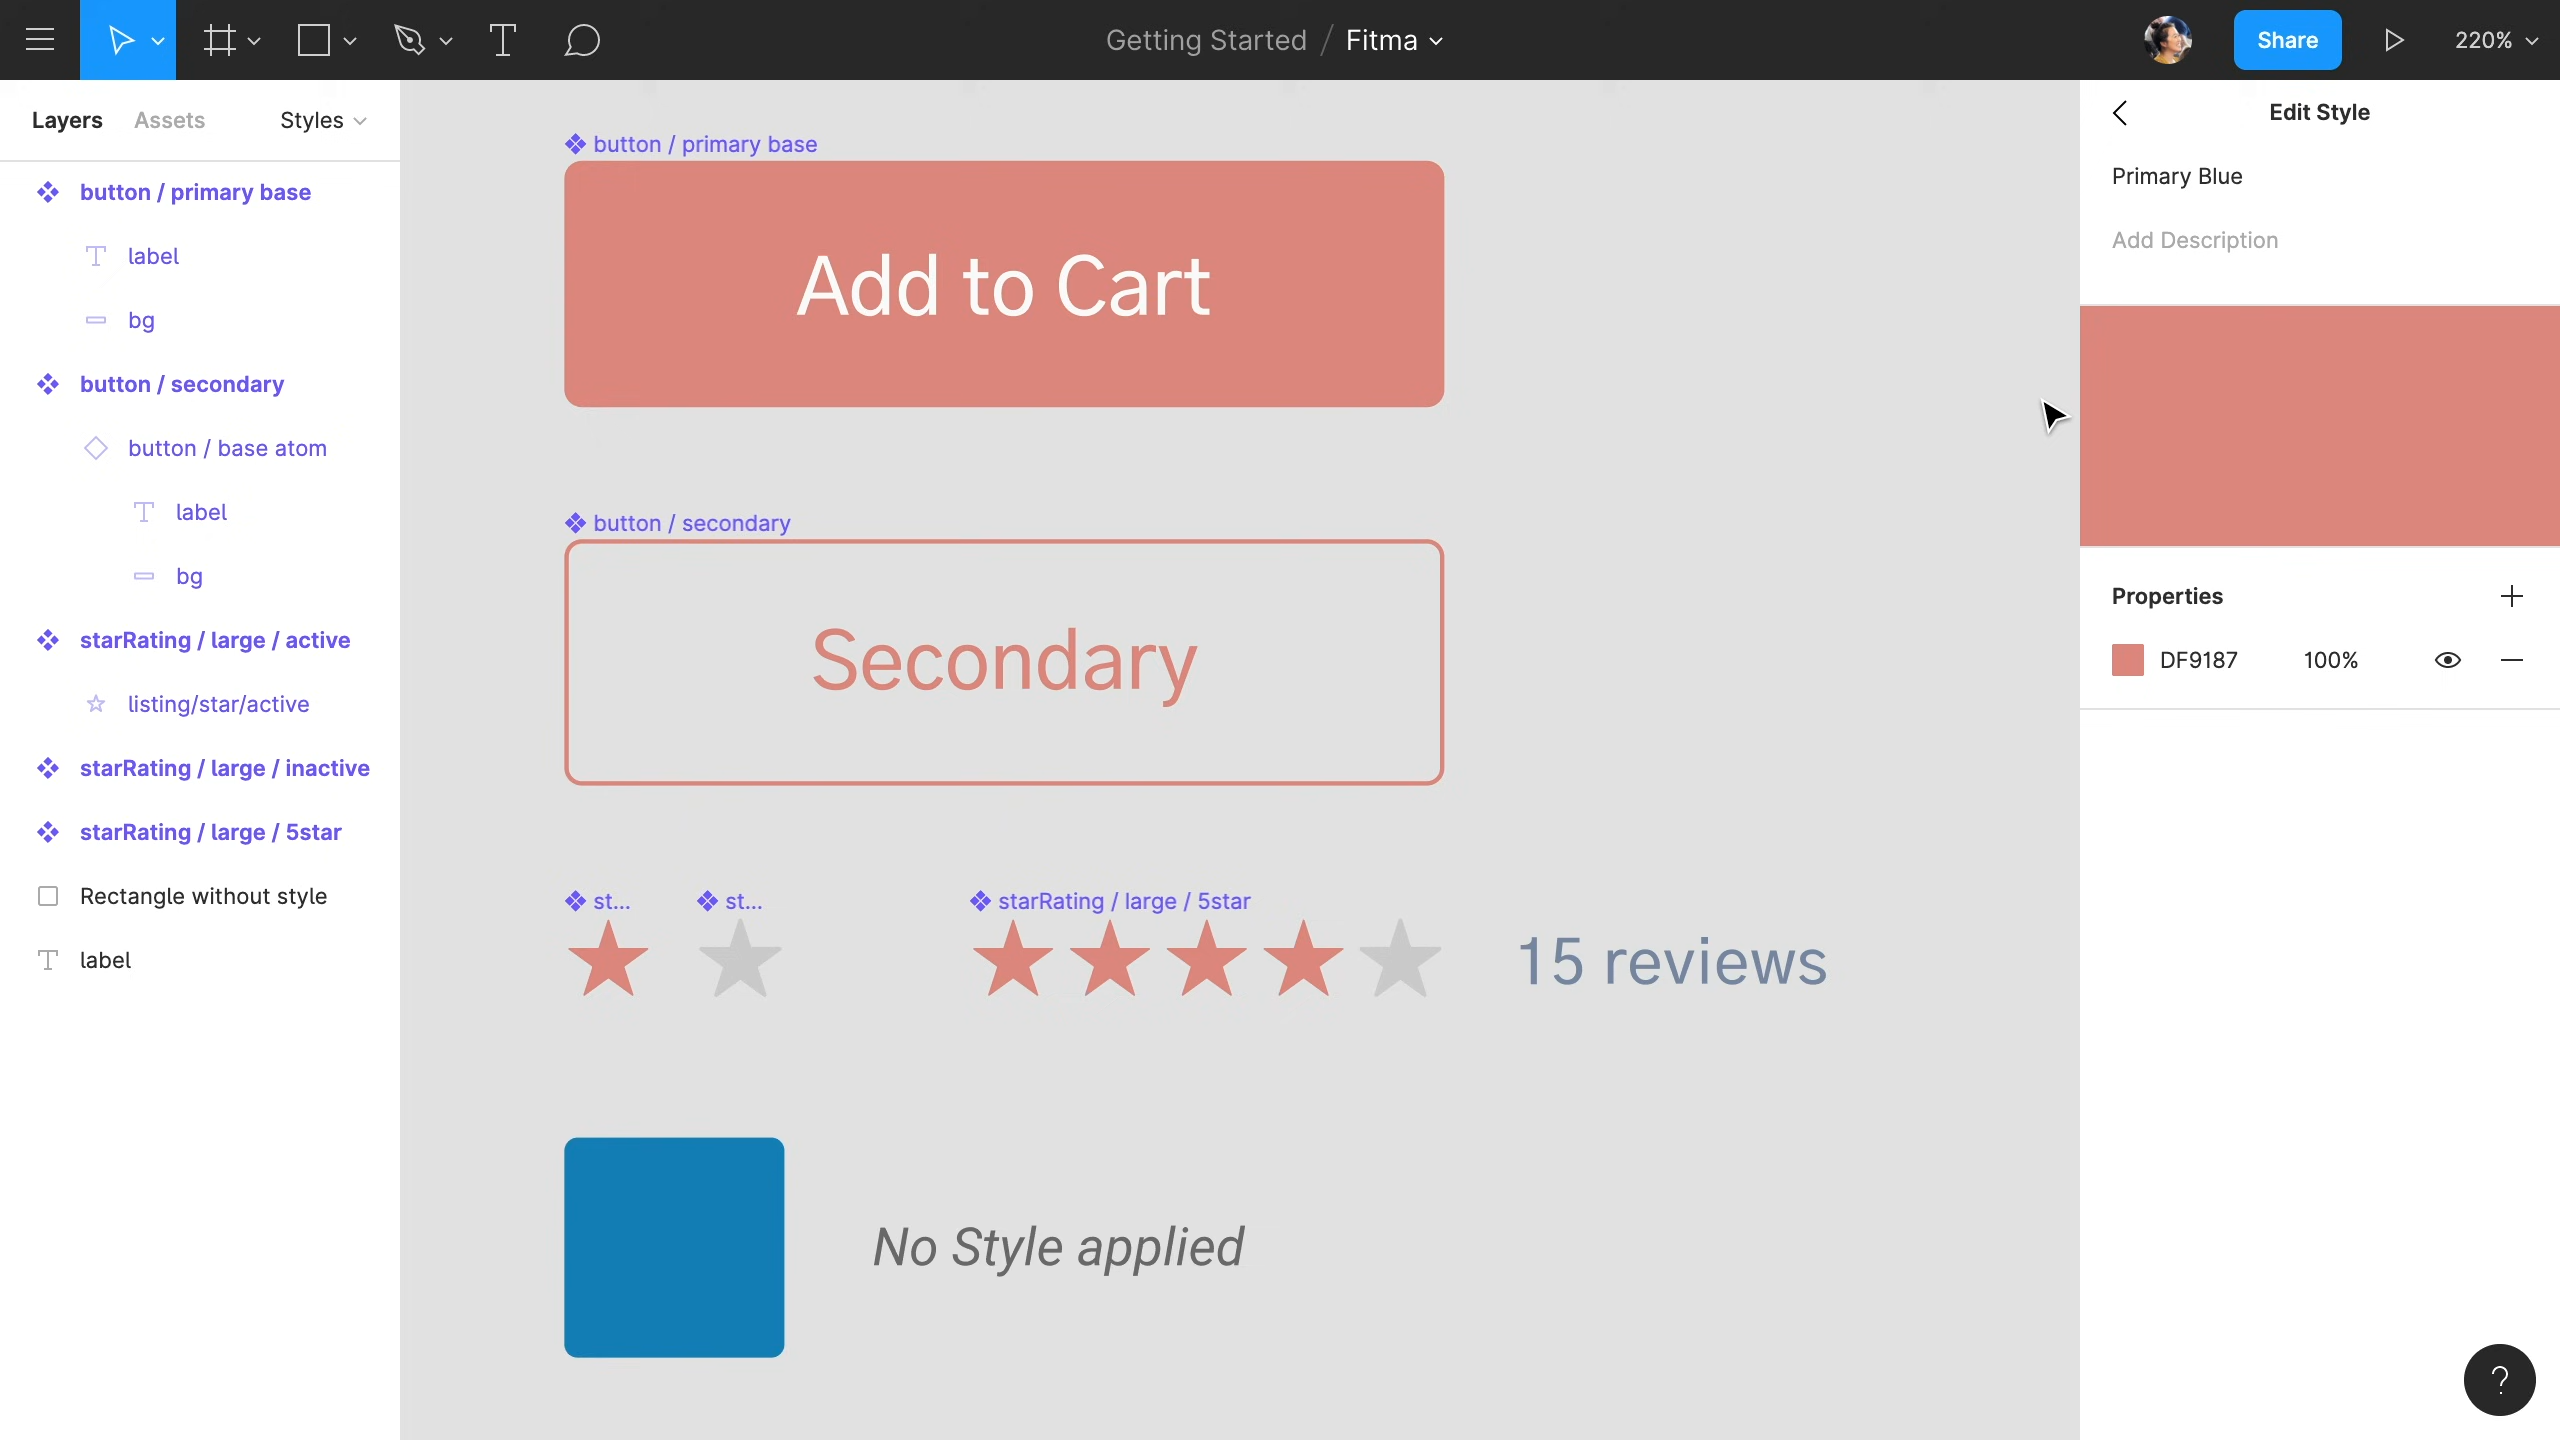 Getting Started / Fitma
Share
220%
Layers
Assets
Styles
button / primary base
label
bg
button / secondary
button / base atom
label
bg
starRating / large / active
listing/star/active
starRating / large / inactive
starRating / large / 5star
Rectangle without style
label
button / primary base
Add to Cart
button / secondary
Secondary
st...
st...
starRating / large / 5star
15 reviews
No Style applied
Edit Style
Primary Blue
Add Description
Properties
DF9187
100%
?